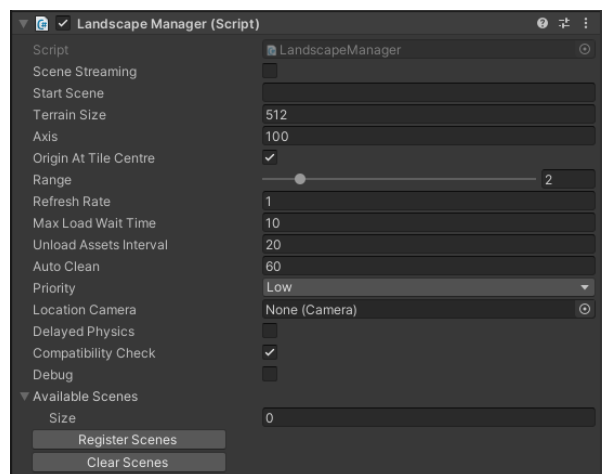 Landscape Manager (Script)
Script LandscapeManager
Scene Streaming
Start Scene
Terrain Size 512
Axis 100
Origin At Tile Centre
Range 2
Refresh Rate 1
Max Load Wait Time 10
Unload Assets Interval 20
Auto Clean 60
Priority Low
Location Camera None (Camera)
Delayed Physics
Compatibility Check
Debug
Available Scenes
Size 0
Register Scenes
Clear Scenes